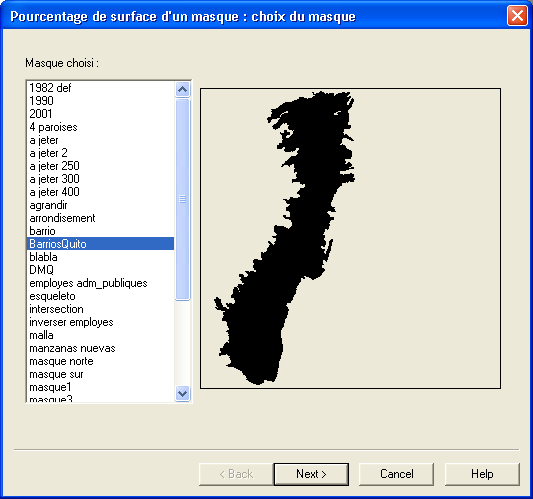 Pourcentage de surface d'un masque : choix du masque
Masque choisi :
1982 def
1990
2001
4 paroises
a jeter
a jeter 2
a jeter 250
a jeter 300
a jeter 400
agrandir
arrondisement
barrio
BarriosQuito
blabla
DMQ
employes adm_publiques
esqueleto
intersection
inverser employes
malla
manzanas nuevas
masque norte
masque sur
masque1
masque3
< Back
Next >
Cancel
Help